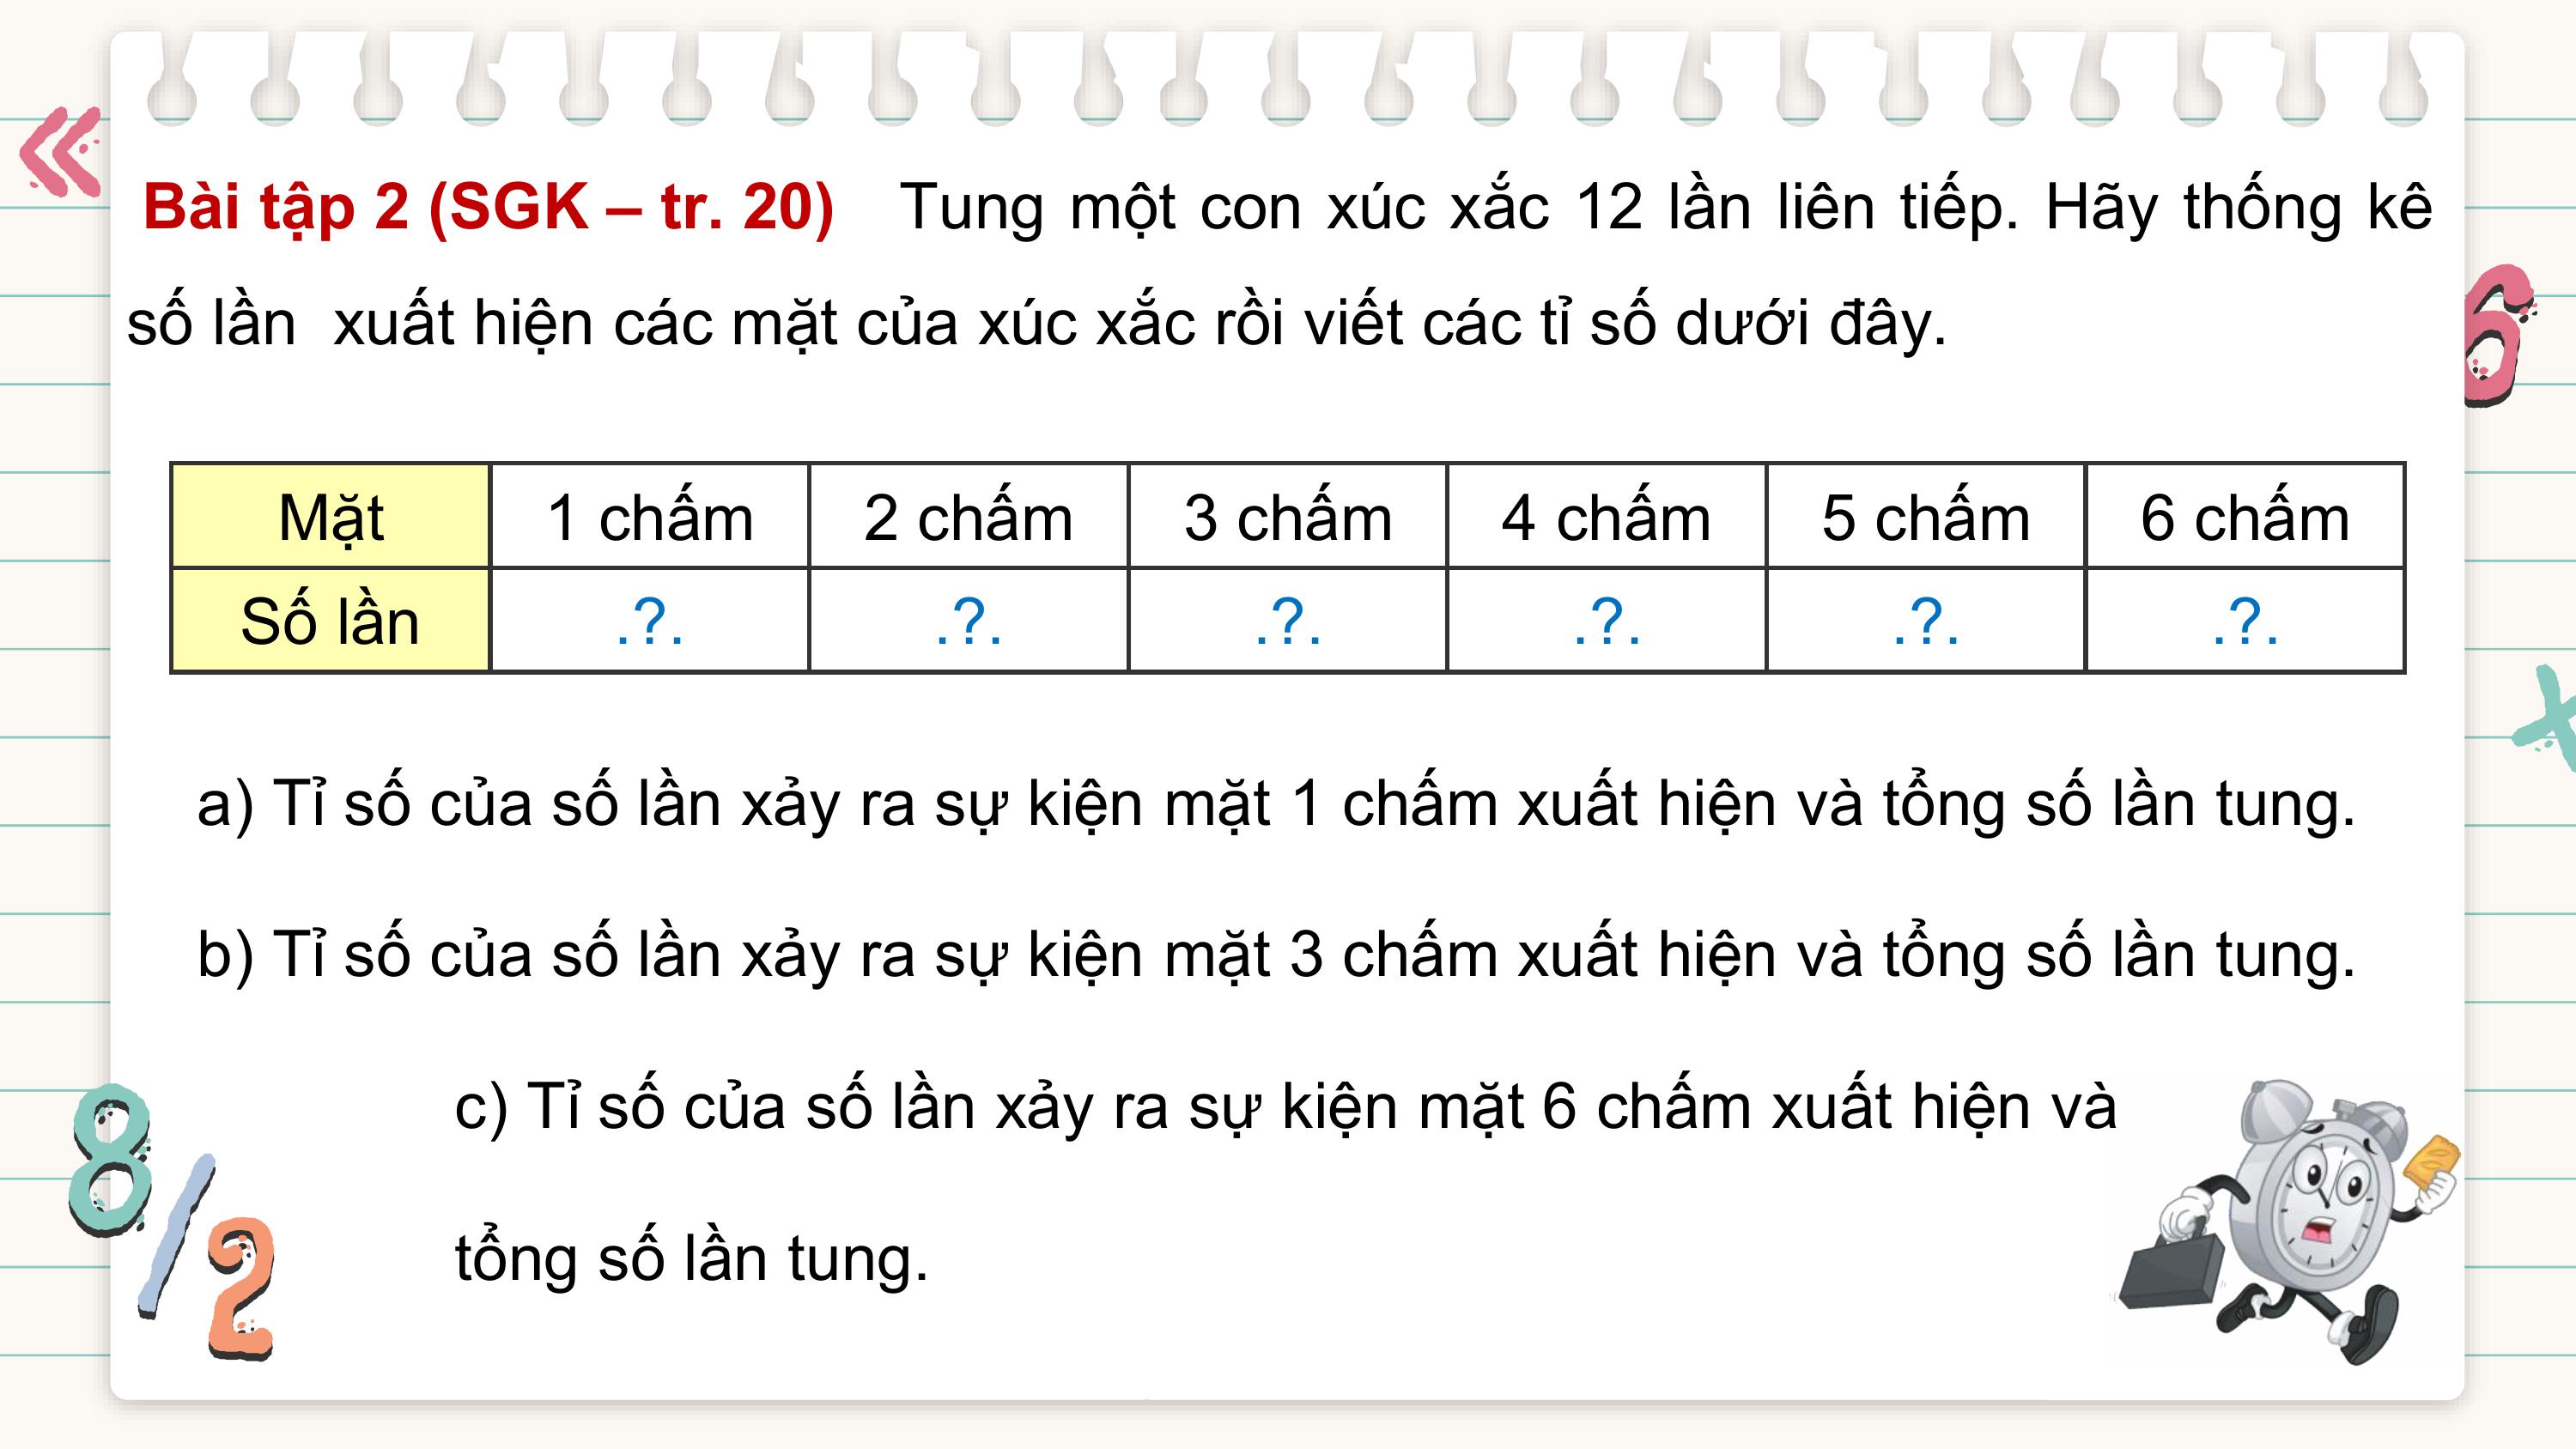 Bài tập 2 (SGK – tr. 20) Tung một con xúc xắc 12 lần liên tiếp. Hãy thống kê
số lần xuất hiện các mặt của xúc xắc rồi viết các tỉ số dưới đây.
Mặt 1 chấm 2 chấm 3 chấm 4 chấm 5 chấm 6 chấm
Số lần .?. .?. .?. .?. .?. .?.
a) Tỉ số của số lần xảy ra sự kiện mặt 1 chấm xuất hiện và tổng số lần tung.
b) Tỉ số của số lần xảy ra sự kiện mặt 3 chấm xuất hiện và tổng số lần tung.
c) Tỉ số của số lần xảy ra sự kiện mặt 6 chấm xuất hiện và
tổng số lần tung.
6
8/2